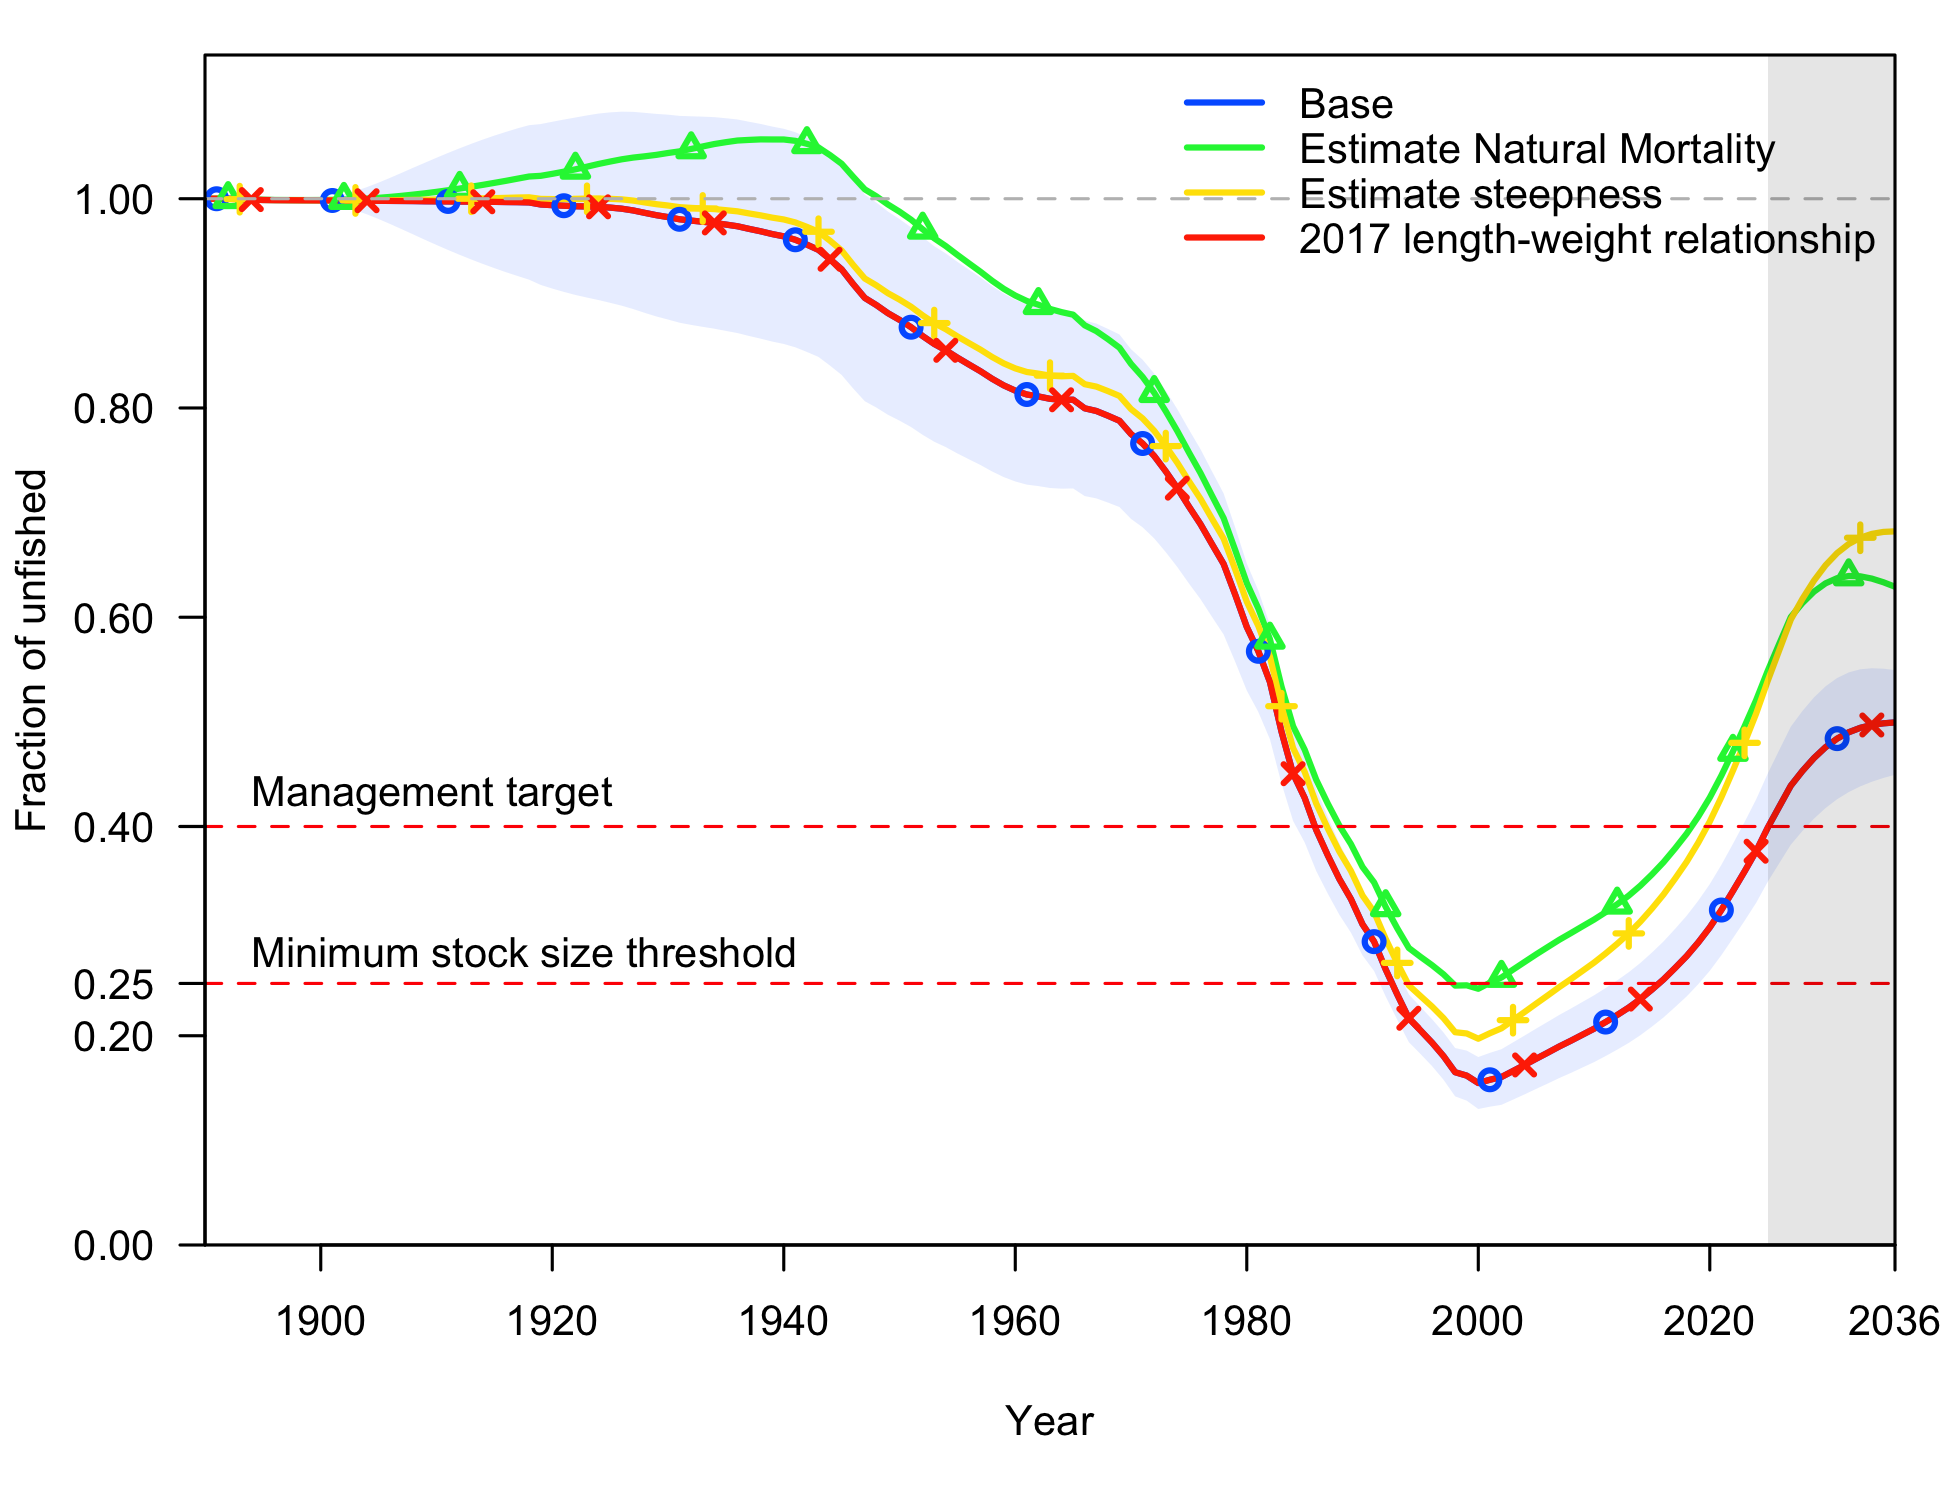 Base
Estimate Natural Mortality
Estimate steepness
2017 length-weight relationship
1.00
0.80
0.60
0.40
0.25
0.20
0.00
Fraction of unfished
Management target
Minimum stock size threshold
1900 1920 1940 1960 1980 2000 2020 2036
Year